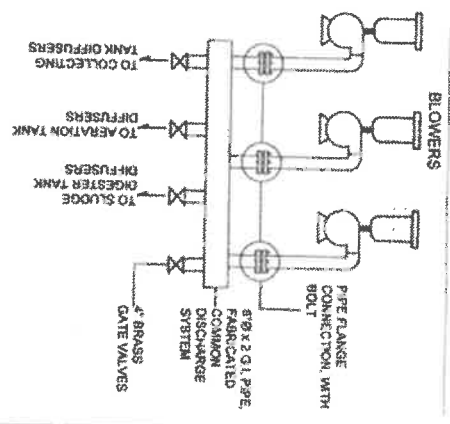 BLOWERS
PIPE FLANGE
CONNECTION, WITH
BOLT
6"Ø x 2 G.I. PIPE,
FABRICATED
COMMON
DISCHARGE
SYSTEM
4" BRASS
GATE VALVES
TO SLUDGE
DIGESTER TANK
DIFFUSERS
TO AERATION TANK
DIFFUSERS
TO COLLECTING
TANK DIFFUSERS